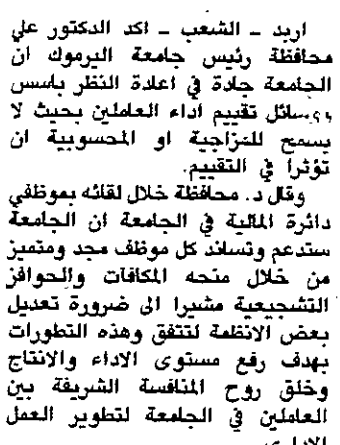 اربد ـ الشعب ـ اكد الدكتور علي
محافظة رئيس جامعة اليرموك ان
الجامعة جادة في اعادة النظر باسس
ووسائل تقييم اداء العاملين بحيث لا
يسمح للمزاجية او المحسوبية ان
تؤثرا في التقييم.
وقال د. محافظة خلال لقائه بموظفي
دائرة المالية في الجامعة ان الجامعة
ستدعم وتساند كل موظف مجد ومتميز
من خلال منحه المكافات والحوافز
التشجيعية مشيرا الى ضرورة تعديل
بعض الانظمة لتتفق وهذه التطورات
بهدف رفع مستوى الاداء والانتاج
وخلق روح المنافسة الشريفة بين
العاملين في الجامعة لتطوير العمل
الاداري